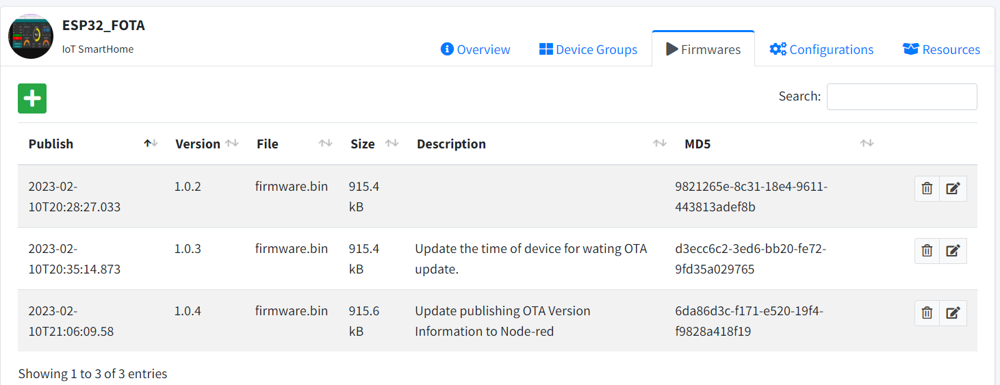 ESP32_FOTA
IoT SmartHome
Overview
Device Groups
Firmwares
Configurations
Resources
Search:
Publish Version File Size Description MD5
2023-02- 1.0.2 firmware.bin 915.4 9821265e-8c31-18e4-9611-
10T20:28:27.033 kB 443813adef8b
2023-02- 1.0.3 firmware.bin 915.4 Update the time of device for wating OTA d3ecc6c2-3ed6-bb20-fe72-
10T20:35:14.873 kB update. 9fd35a029765
2023-02- 1.0.4 firmware.bin 915.6 Update publishing OTA Version 6da86d3c-f171-e520-19f4-
10T21:06:09.58 kB Information to Node-red f9828a418f19
Showing 1 to 3 of 3 entries